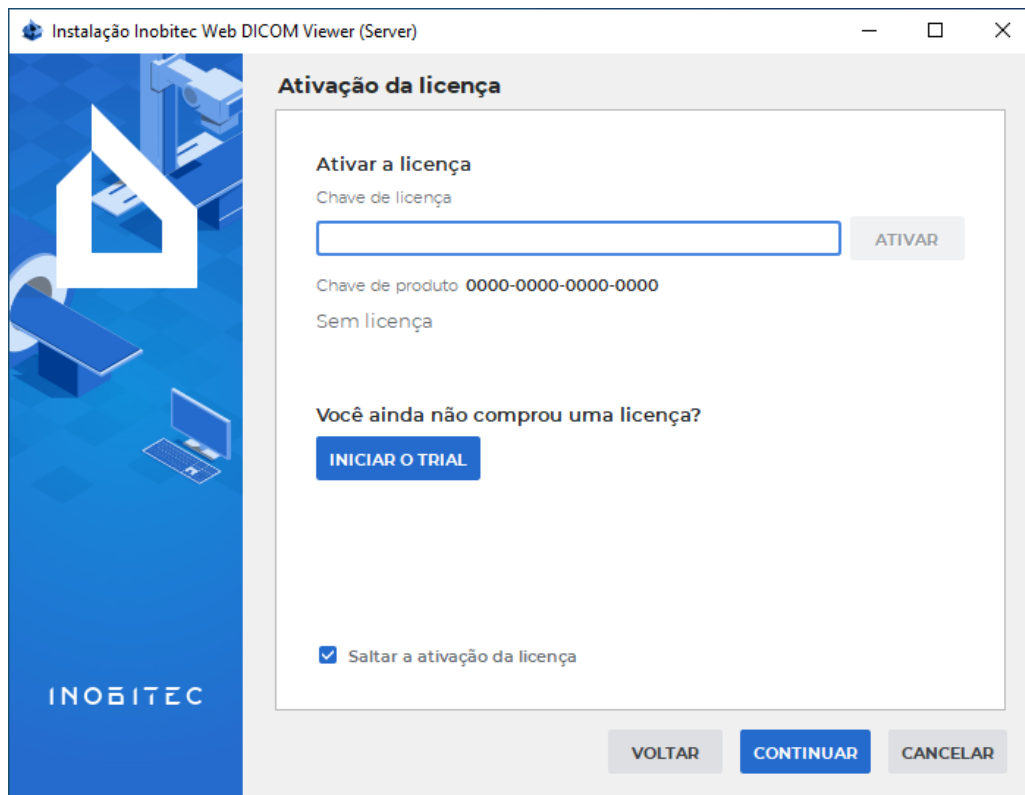 Instalação Inobitec Web DICOM Viewer (Server)
Ativação da licença
Ativar a licença
Chave de licença
ATIVAR
Chave de produto 0000-0000-0000-0000
Sem licença
Você ainda não comprou uma licença?
INICIAR O TRIAL
Saltar a ativação da licença
INOBITEC
VOLTAR CONTINUAR CANCELAR